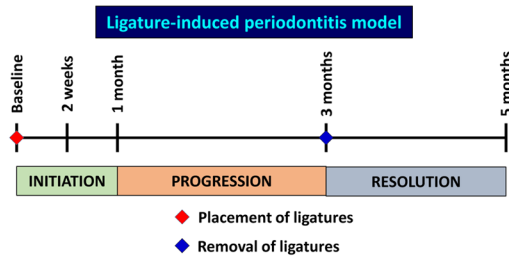 Ligature-induced periodontitis model
Baseline
2 weeks
1 month
3 months
5 months
INITIATION
PROGRESSION
RESOLUTION
Placement of ligatures
Removal of ligatures